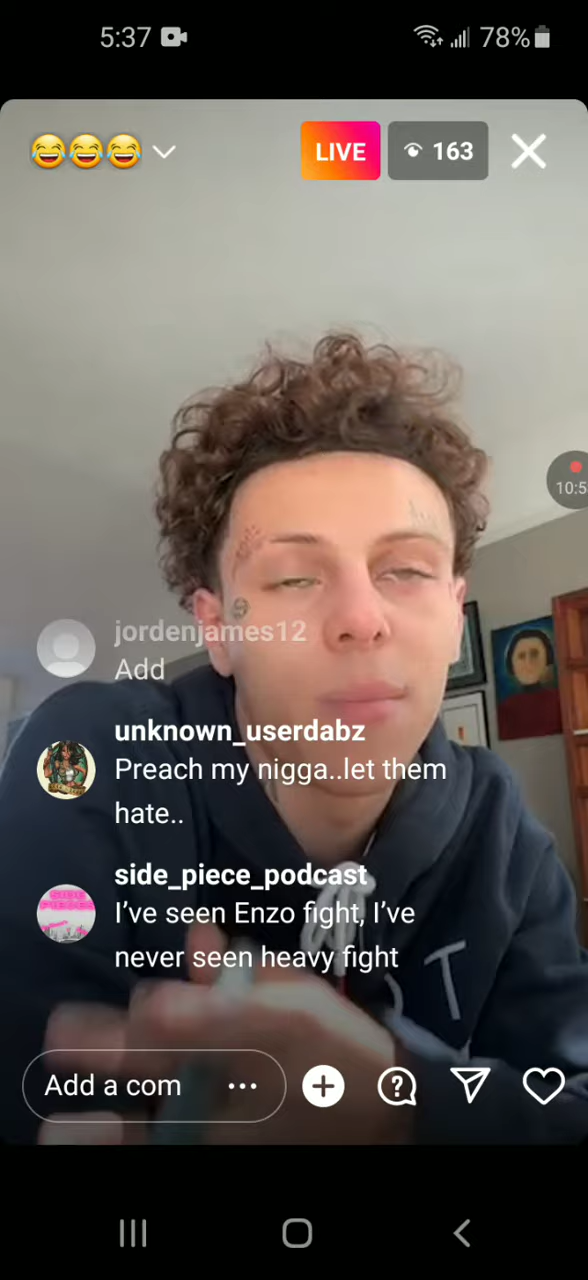 5:37
78%
😂😂😂
LIVE
163
10:5
jordenjames12
Add
unknown_userdabz
Preach my nigga..let them
hate..
side_piece_podcast
I’ve seen Enzo fight, I’ve
never seen heavy fight
T
Add a com